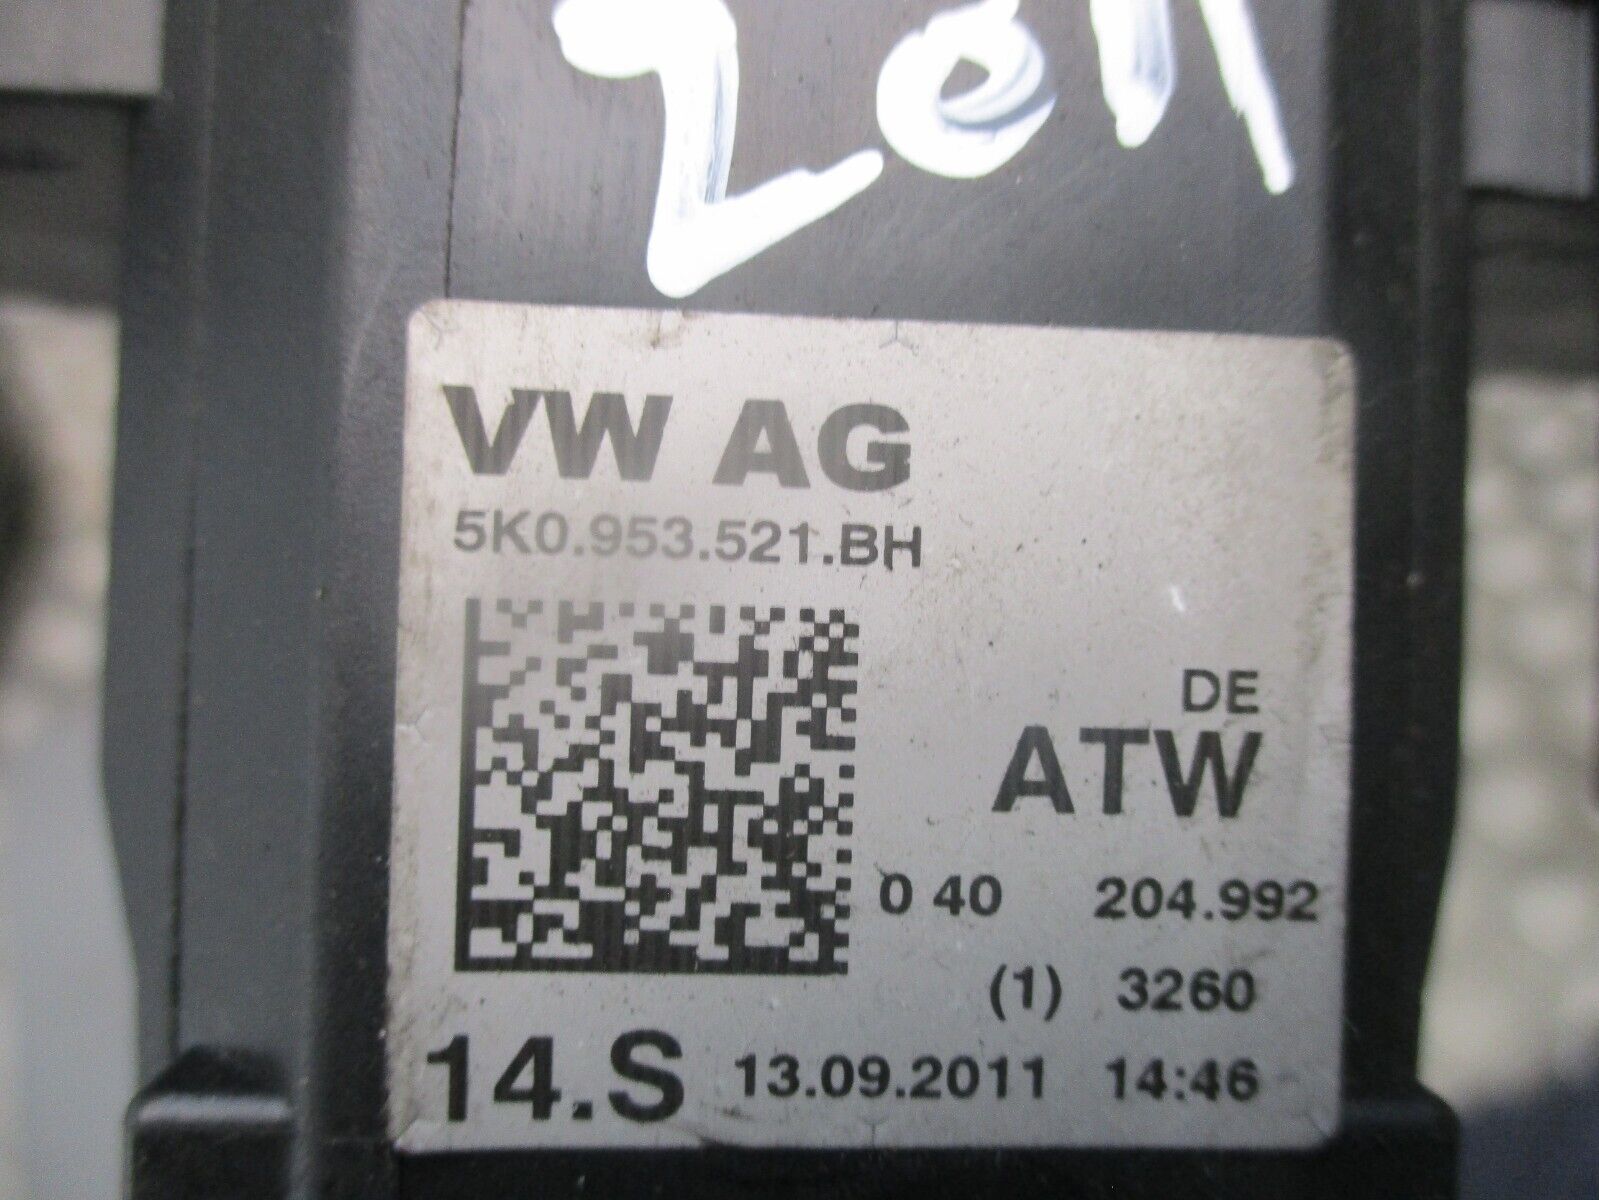 2011
VW AG
5K0.953.521.BH
DE
ATW
0 40 204.992
(1) 3260
14.S 13.09.2011 14:46